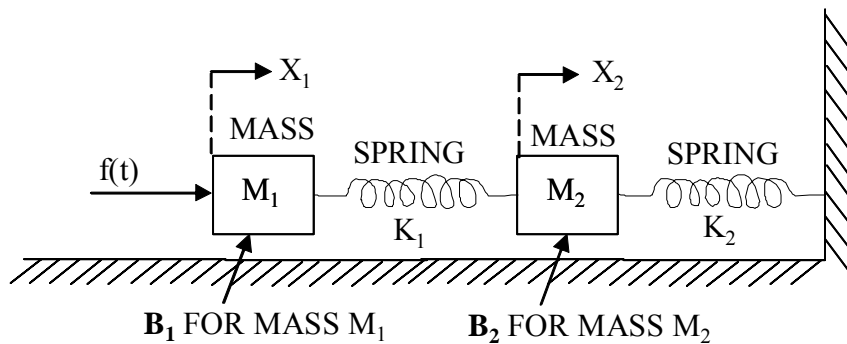 X₁
X₂
MASS
MASS
SPRING
SPRING
f(t)
M₁
M₂
K₁
K₂
B₁ FOR MASS M₁
B₂ FOR MASS M₂